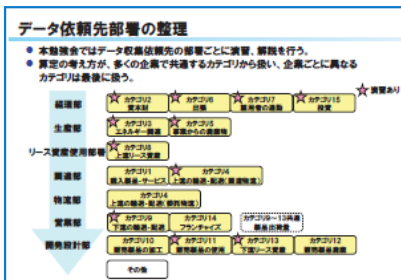 データ依頼先部署の整理
● 本勉強会ではデータ収集依頼先の部署ごとに演習、解説を行う。
● 算定の考え方が、多くの企業で共通するカテゴリから扱い、企業ごとに異なる
カテゴリは最後に扱う。
☆演習あり
経理部
カテゴリ2
資本財
カテゴリ6
出張
カテゴリ7
雇用者の通勤
カテゴリ15
投資
生産部
カテゴリ3
エネルギー関連
カテゴリ5
事業からの廃棄物
リース資産使用部署
カテゴリ8
上流リース資産
調達部
カテゴリ1
購入製品・サービス
カテゴリ4
上流の輸送・配送(調達物流)
物流部
カテゴリ4
上流の輸送・配送(委託物流)
営業部
カテゴリ9
下流の輸送・配送
カテゴリ14
フランチャイズ
カテゴリ9~13共通
製品出荷量
開発設計部
カテゴリ10
販売製品の加工
カテゴリ11
販売製品の使用
カテゴリ13
下流リース資産
カテゴリ12
販売製品廃棄
その他